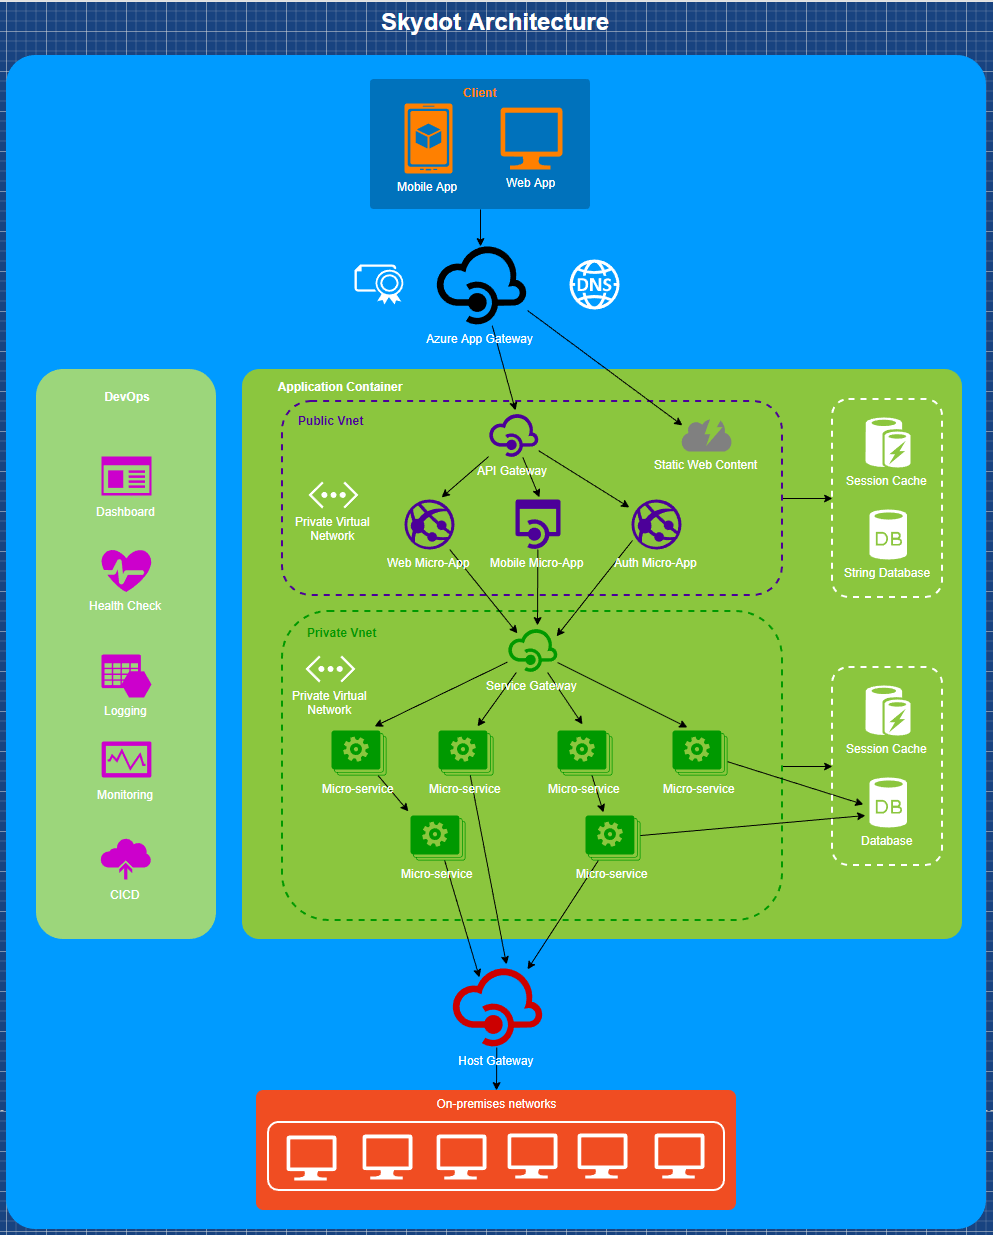 Skydot Architecture
Client
Mobile App
Web App
DNS
Azure App Gateway
DevOps
Dashboard
Health Check
Logging
Monitoring
CICD
Application Container
Public Vnet
API Gateway
Static Web Content
Private Virtual
Network
Web Micro-App
Mobile Micro-App
Auth Micro-App
Session Cache
DB
String Database
Private Vnet
Private Virtual
Network
Service Gateway
Micro-service
Micro-service
Micro-service
Micro-service
Micro-service
Micro-service
Session Cache
DB
Database
Host Gateway
On-premises networks